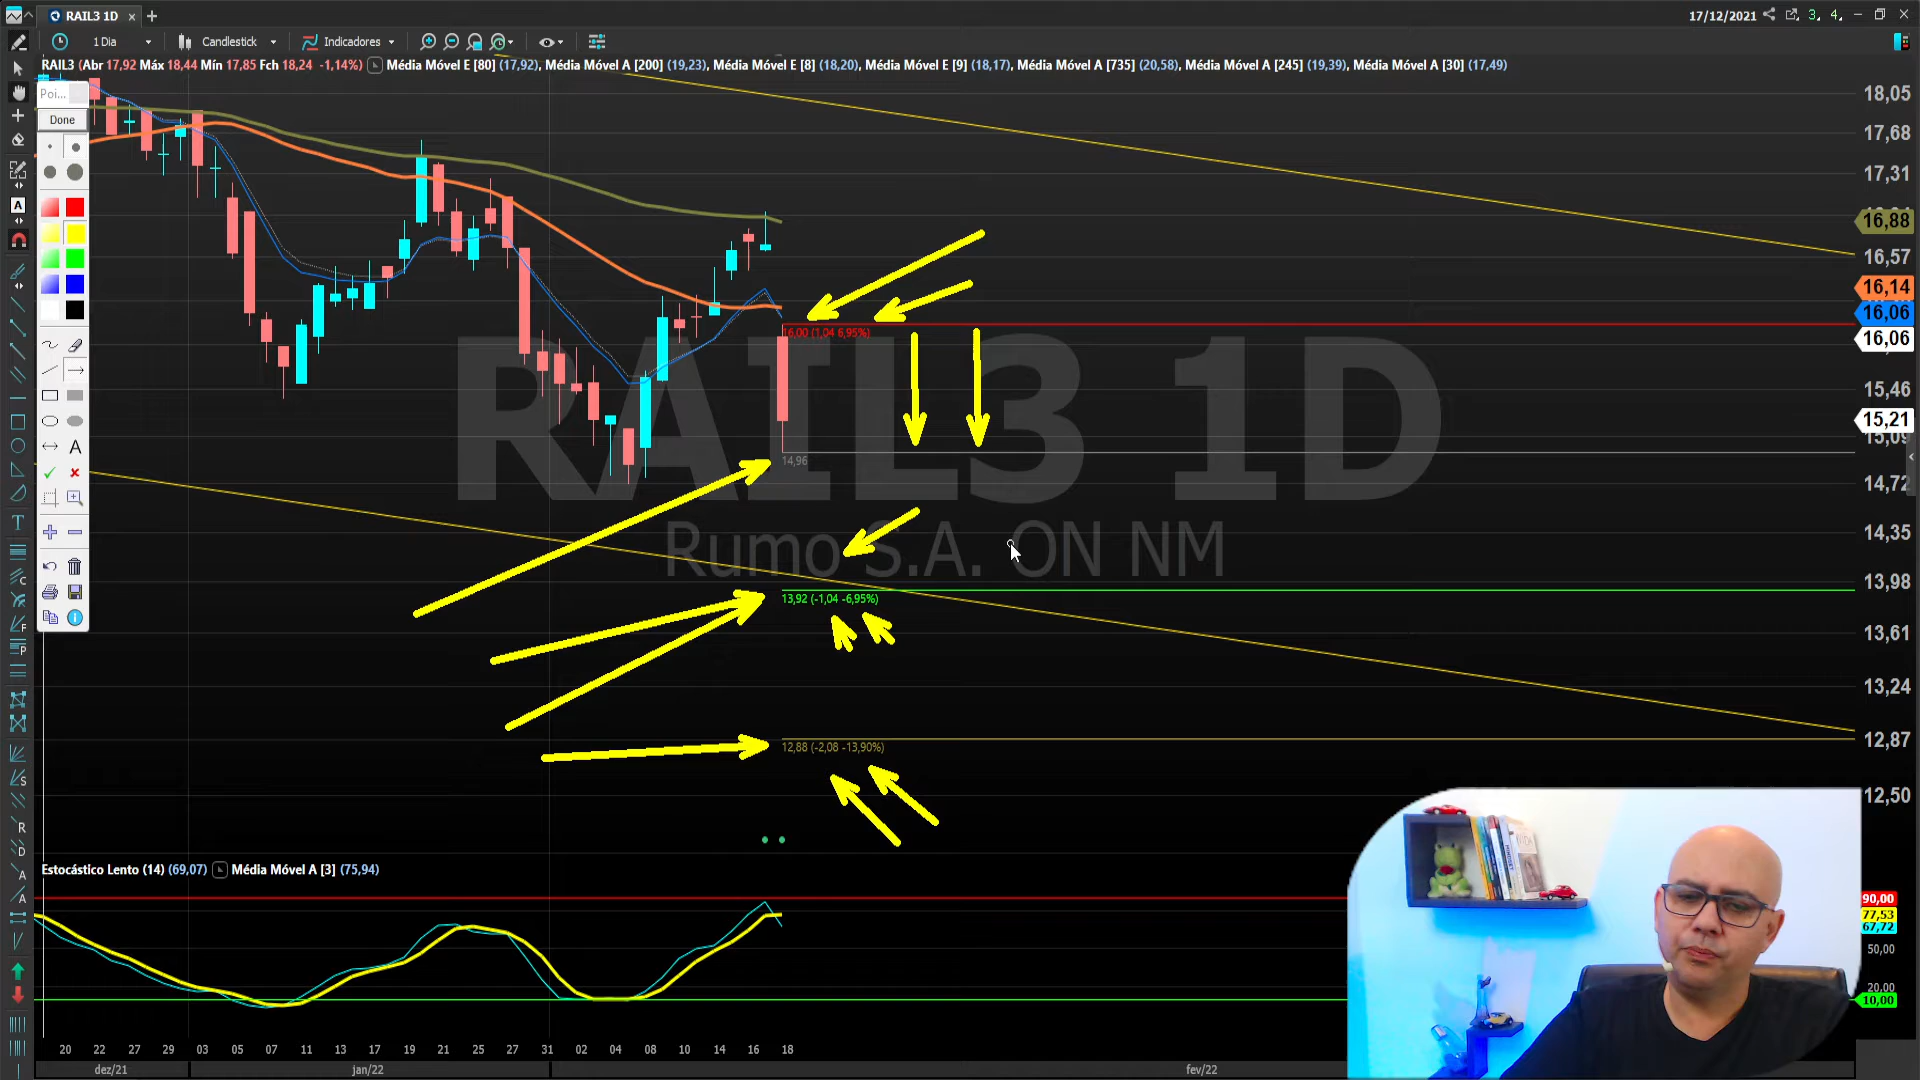 RAIL3 1D × +
17/12/2021
3. 4.
1 Dia Candlestick Indicadores
RAIL3 (Abr 17,92 Máx 18,44 Mín 17,85 Fch 18,24 -1,14%) Média Móvel E [80] (17,92), Média Móvel A [200] (19,23), Média Móvel E [8] (18,20), Média Móvel E [9] (18,17), Média Móvel A [735] (20,58), Média Móvel A [245] (19,39), Média Móvel A [30] (17,49)
Poi...
Done
18,05
17,68
17,31
16,88
16,57
16,14
16,06
16,06
15,46
15,21
15,09
14,72
14,35
13,98
13,61
13,24
12,87
12,50
16,00 (1,04 6,95%)
14,96
13,92 (-1,04 -6,95%)
12,88 (-2,08 -13,90%)
RAIL3 1D
Rumo S.A. ON NM
Estocástico Lento (14) (69,07) Média Móvel A [3] (75,94)
90,00
77,53
67,72
50,00
20,00
10,00
20 22 27 29 03 05 07 11 13 17 19 21 25 27 31 02 04 08 10 14 16 18
dez/21 jan/22 fev/22